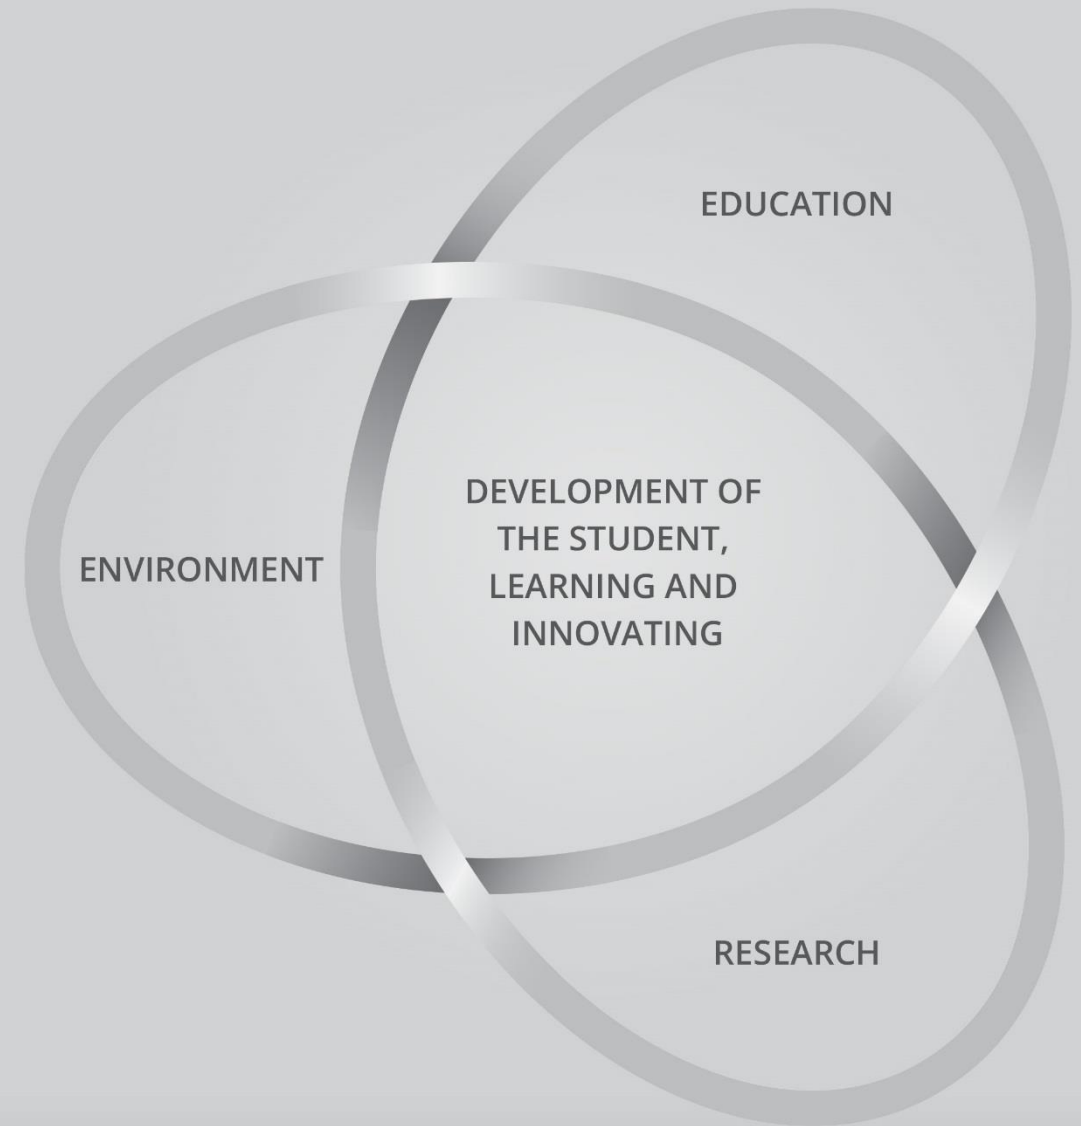 EDUCATION
DEVELOPMENT OF
THE STUDENT,
LEARNING AND
INNOVATING
ENVIRONMENT
RESEARCH